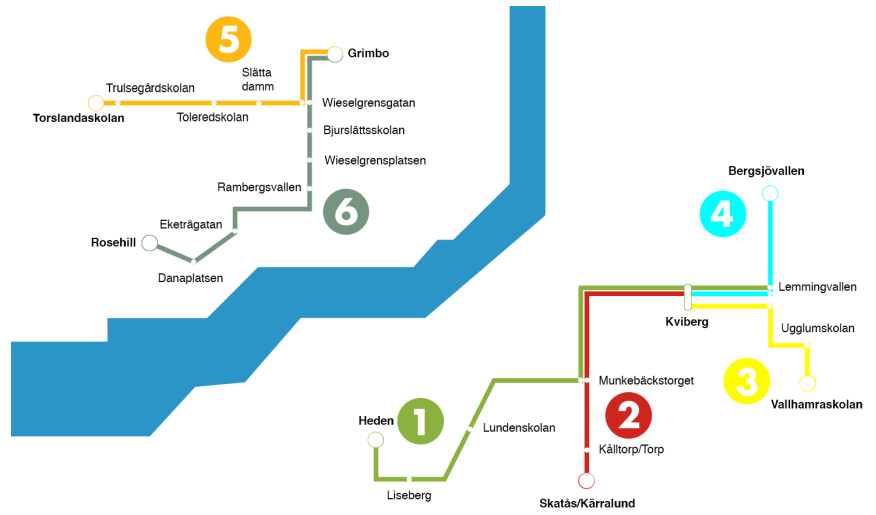 5
Grimbo
Slätta
damm
Trulsegårdskolan
Torslandaskolan
Toleredskolan
Wieselgrensgatan
Bjurslättsskolan
Wieselgrensplatsen
Rambergsvallen
6
Eketrägatan
Rosehill
Danaplatsen
Bergsjövallen
4
Lemmingvallen
Kviberg
Ugglumskolan
3
Vallhamraskolan
Munkebäckstorget
2
1
Heden
Lundenskolan
Kålltorp/Torp
Liseberg
Skatås/Kärralund